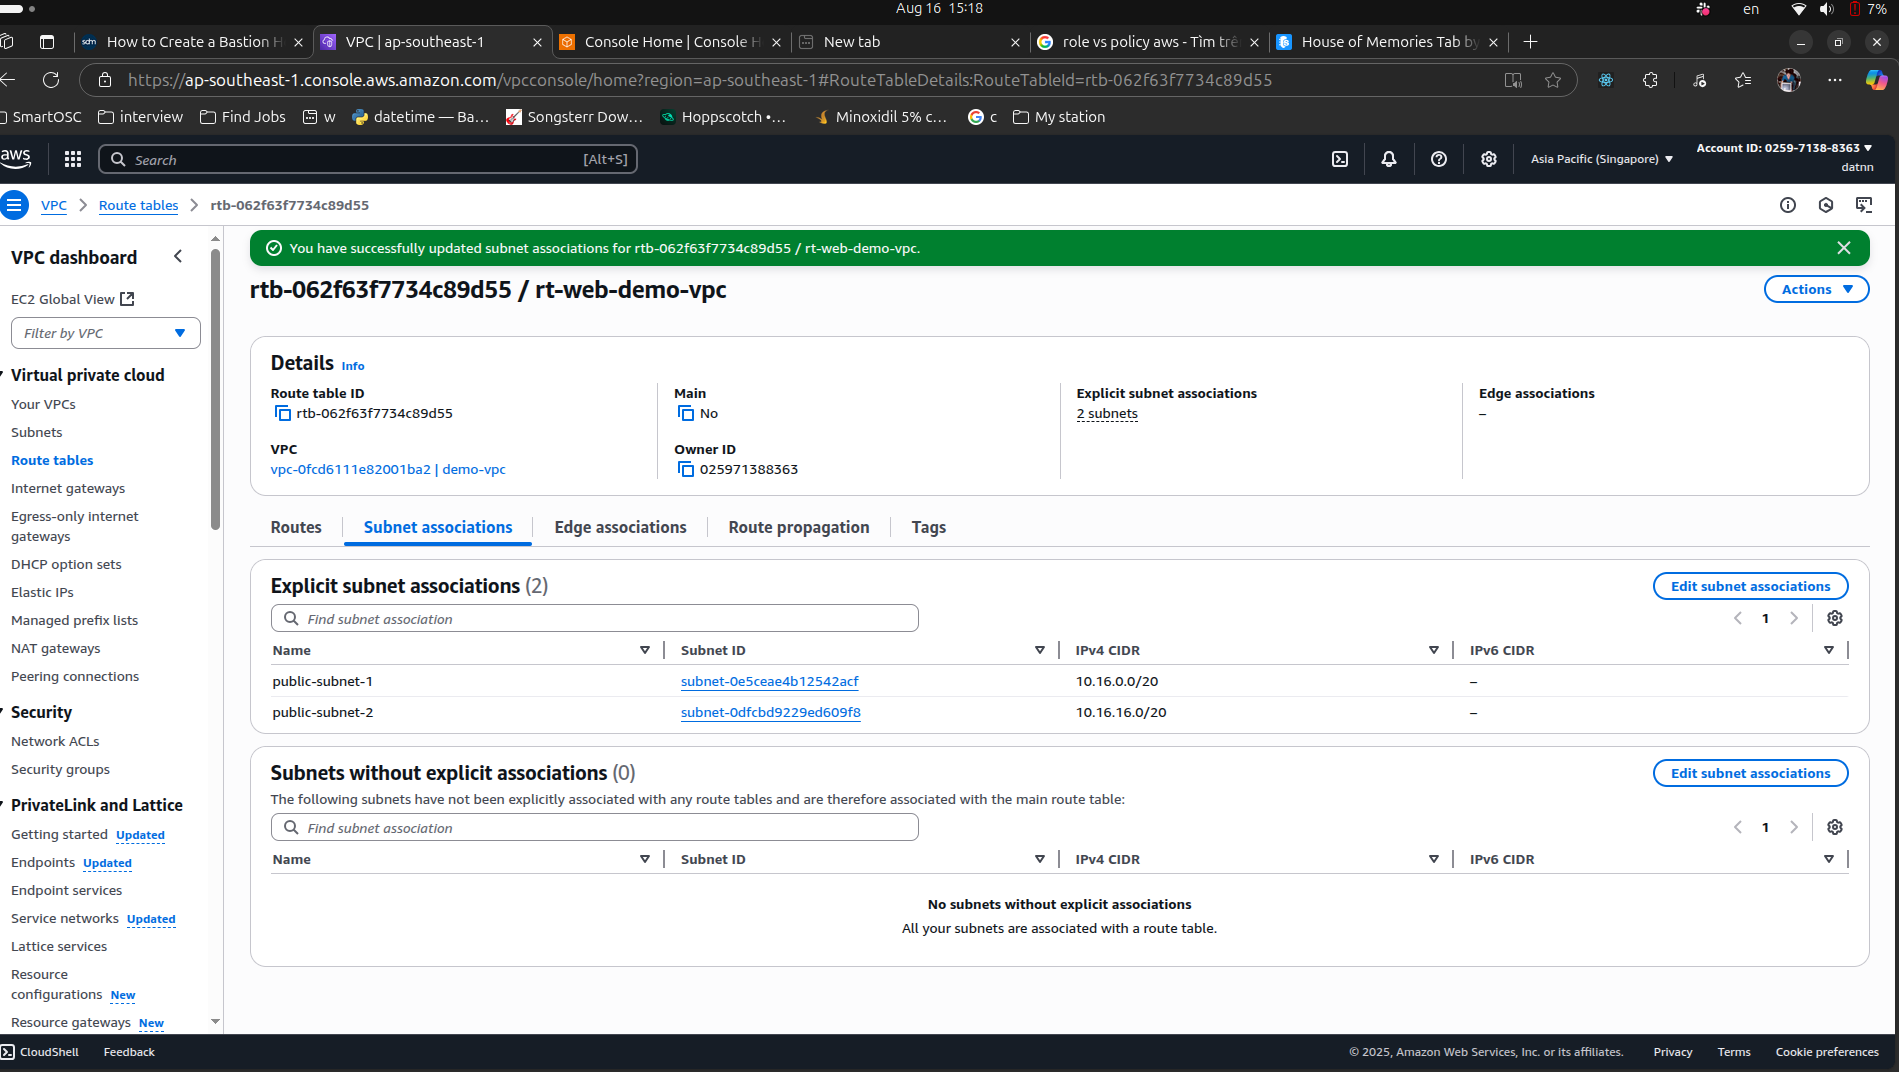 Aug 16 15:18
en
7%
sdm How to Create a Bastion H
VPC | ap-southeast-1
Console Home | Console H
New tab
role vs policy aws - Tìm trê
House of Memories Tab by
https://ap-southeast-1.console.aws.amazon.com/vpcconsole/home?region=ap-southeast-1#RouteTableDetails:RouteTableId=rtb-062f63f7734c89d55
SmartOSC
interview
Find Jobs
w
datetime — Ba...
Songsterr Dow...
Hoppscotch •...
Minoxidil 5% c...
c
My station
aws
Search
[Alt+S]
Asia Pacific (Singapore)
Account ID: 0259-7138-8363
datnn
VPC
Route tables
rtb-062f63f7734c89d55
VPC dashboard
EC2 Global View
Filter by VPC
Virtual private cloud
Your VPCs
Subnets
Route tables
Internet gateways
Egress-only internet
gateways
DHCP option sets
Elastic IPs
Managed prefix lists
NAT gateways
Peering connections
Security
Network ACLs
Security groups
PrivateLink and Lattice
Getting started Updated
Endpoints Updated
Endpoint services
Service networks Updated
Lattice services
Resource
configurations New
Resource gateways New
You have successfully updated subnet associations for rtb-062f63f7734c89d55 / rt-web-demo-vpc.
rtb-062f63f7734c89d55 / rt-web-demo-vpc
Actions
Details Info
Route table ID
rtb-062f63f7734c89d55
VPC
vpc-0fcd6111e82001ba2 | demo-vpc
Main
No
Owner ID
025971388363
Explicit subnet associations
2 subnets
Edge associations
–
Routes
Subnet associations
Edge associations
Route propagation
Tags
Explicit subnet associations (2)
Edit subnet associations
Find subnet association
1
Name Subnet ID IPv4 CIDR IPv6 CIDR
public-subnet-1 subnet-0e5ceae4b12542acf 10.16.0.0/20 –
public-subnet-2 subnet-0dfcbd9229ed609f8 10.16.16.0/20 –
Subnets without explicit associations (0)
Edit subnet associations
The following subnets have not been explicitly associated with any route tables and are therefore associated with the main route table:
Find subnet association
1
Name Subnet ID IPv4 CIDR IPv6 CIDR
No subnets without explicit associations
All your subnets are associated with a route table.
CloudShell
Feedback
© 2025, Amazon Web Services, Inc. or its affiliates.
Privacy
Terms
Cookie preferences